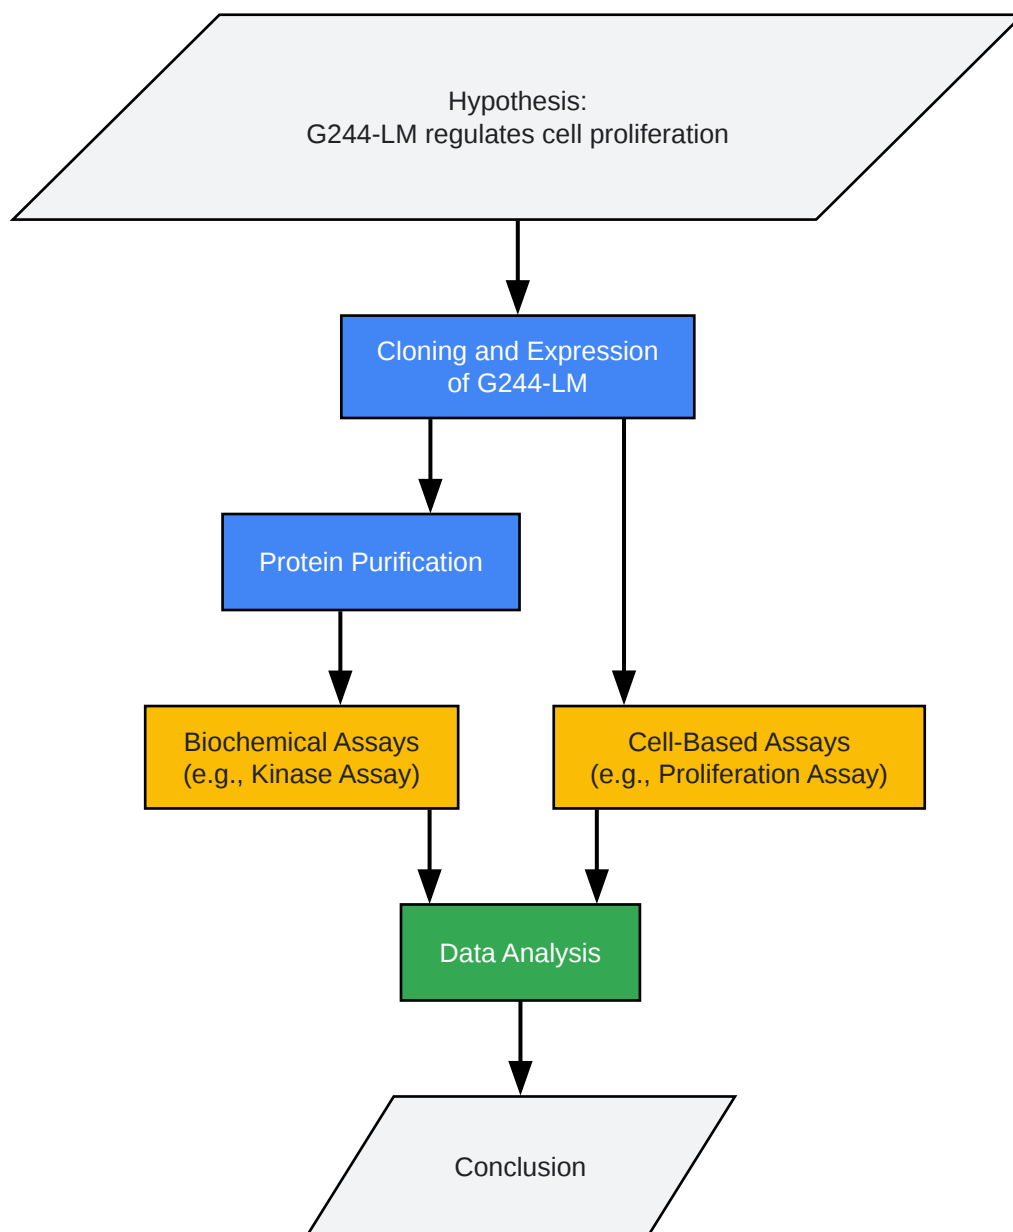 Hypothesis:
G244-LM regulates cell proliferation
Cloning and Expression
of G244-LM
Protein Purification
Biochemical Assays
(e.g., Kinase Assay)
Cell-Based Assays
(e.g., Proliferation Assay)
Data Analysis
Conclusion